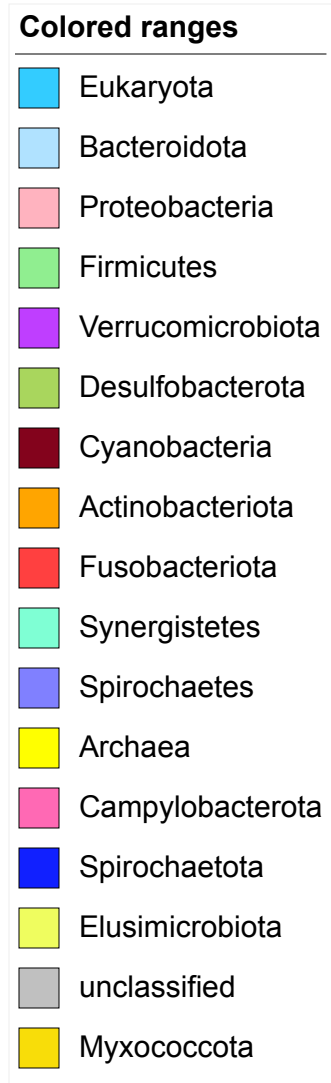 Colored ranges
Eukaryota
Bacteroidota
Proteobacteria
Firmicutes
Verrucomicrobiota
Desulfobacterota
Cyanobacteria
Actinobacteriota
Fusobacteriota
Synergistetes
Spirochaetes
Archaea
Campylobacterota
Spirochaetota
Elusimicrobiota
unclassified
Myxococcota